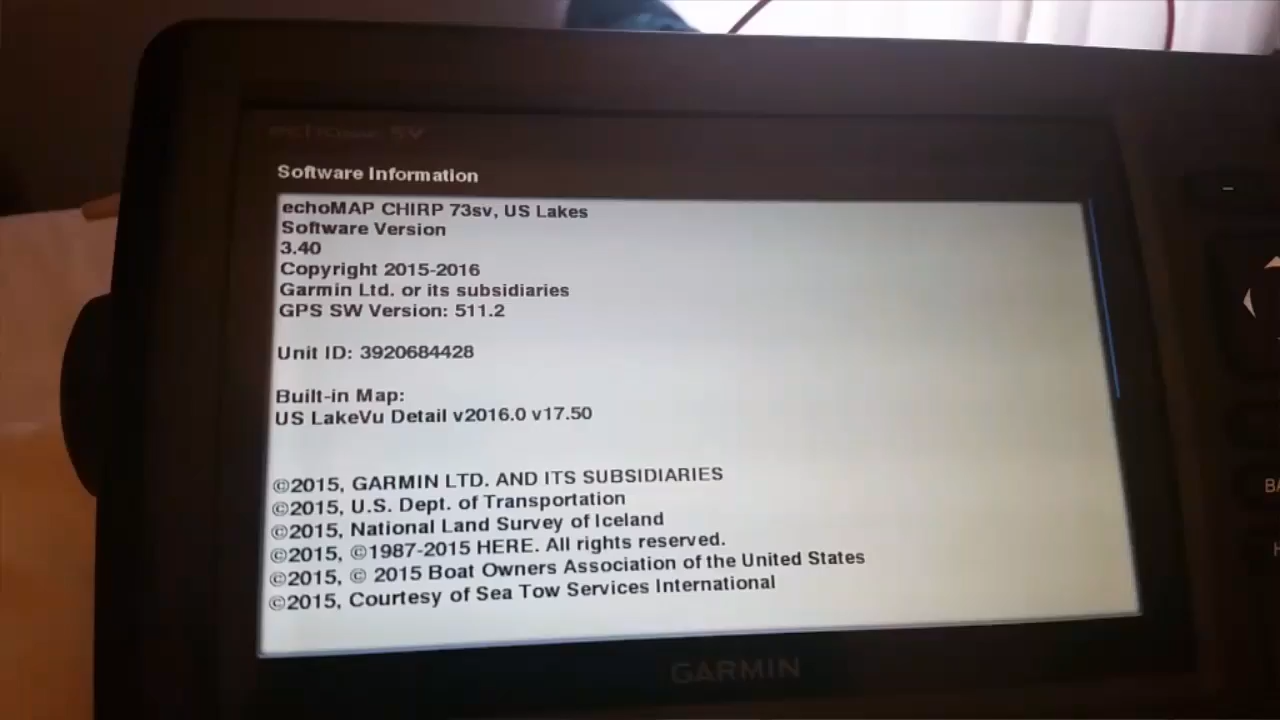 Software Information
echoMAP CHIRP 73sv, US Lakes
Software Version
3.40
Copyright 2015-2016
Garmin Ltd. or its subsidiaries
GPS SW Version: 511.2
Unit ID: 3920684428
Built-in Map:
US LakeVu Detail v2016.0 v17.50
©2015, GARMIN LTD. AND ITS SUBSIDIARIES
©2015, U.S. Dept. of Transportation
©2015, National Land Survey of Iceland
©2015, ©1987-2015 HERE. All rights reserved.
©2015, © 2015 Boat Owners Association of the United States
©2015, Courtesy of Sea Tow Services International
GARMIN